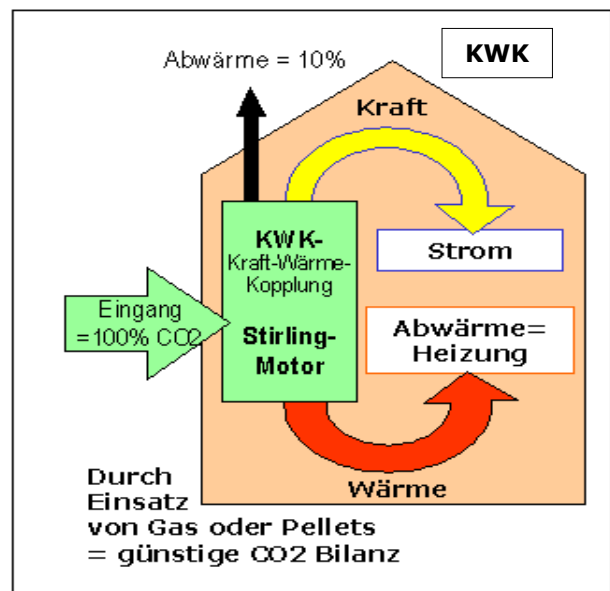 KWK
Abwärme = 10%
Kraft
KWK-
Kraft-Wärme-
Kopplung
Stirling-
Motor
Strom
Eingang
=100% CO2
Abwärme=
Heizung
Wärme
Durch
Einsatz
von Gas oder Pellets
= günstige CO2 Bilanz